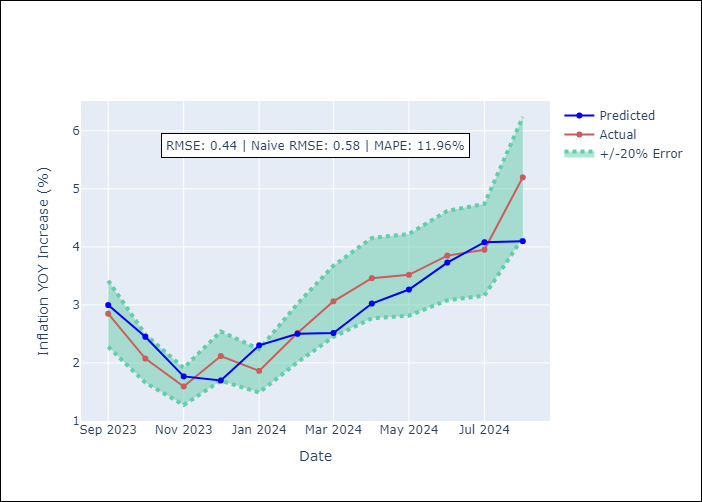 Predicted
Actual
+/-20% Error
RMSE: 0.44 | Naive RMSE: 0.58 | MAPE: 11.96%
Inflation YOY Increase (%)
6
5
4
3
2
1
Sep 2023 Nov 2023 Jan 2024 Mar 2024 May 2024 Jul 2024
Date